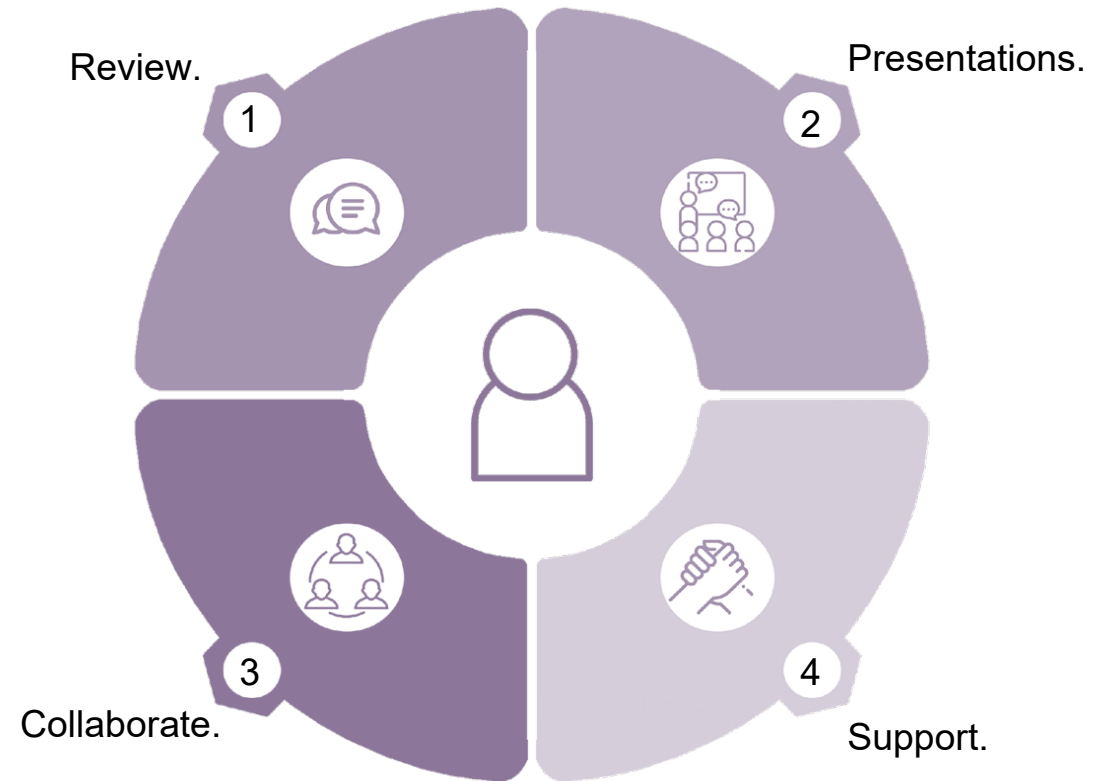 Review.
1
Presentations.
2
3
Collaborate.
4
Support.